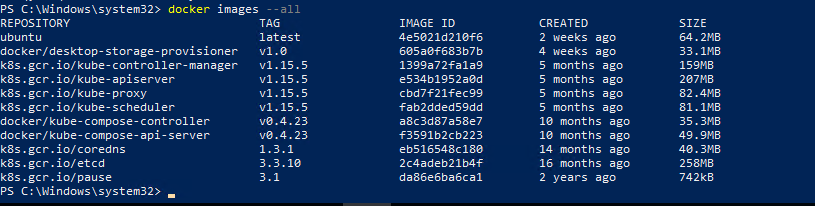 PS C:\Windows\system32> docker images --all
REPOSITORY TAG IMAGE ID CREATED SIZE
ubuntu latest 4e5021d210f6 2 weeks ago 64.2MB
docker/desktop-storage-provisioner v1.0 605a0f683b7b 4 weeks ago 33.1MB
k8s.gcr.io/kube-controller-manager v1.15.5 1399a72fa1a9 5 months ago 159MB
k8s.gcr.io/kube-apiserver v1.15.5 e534b1952a0d 5 months ago 207MB
k8s.gcr.io/kube-proxy v1.15.5 cbd7f21fec99 5 months ago 82.4MB
k8s.gcr.io/kube-scheduler v1.15.5 fab2dded59dd 5 months ago 81.1MB
docker/kube-compose-controller v0.4.23 a8c3d87a58e7 10 months ago 35.3MB
docker/kube-compose-api-server v0.4.23 f3591b2cb223 10 months ago 49.9MB
k8s.gcr.io/coredns 1.3.1 eb516548c180 14 months ago 40.3MB
k8s.gcr.io/etcd 3.3.10 2c4adeb21b4f 16 months ago 258MB
k8s.gcr.io/pause 3.1 da86e6ba6ca1 2 years ago 742kB
PS C:\Windows\system32>